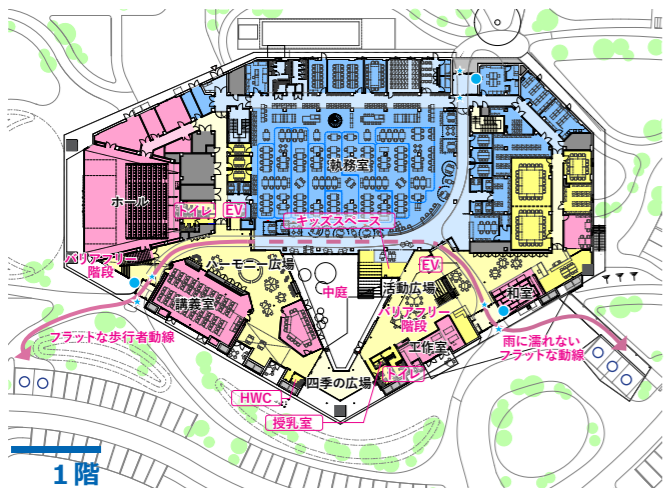 執務室
ホール
トイレ
EV
キッズスペース
バリアフリー
階段
ーモニー広場
EV
中庭
活動広場
和室
講義室
バリアフリー
階段
フラットな歩行者動線
工作室
雨に濡れない
フラットな動線
トイレ
四季の広場
HWC
授乳室
1階